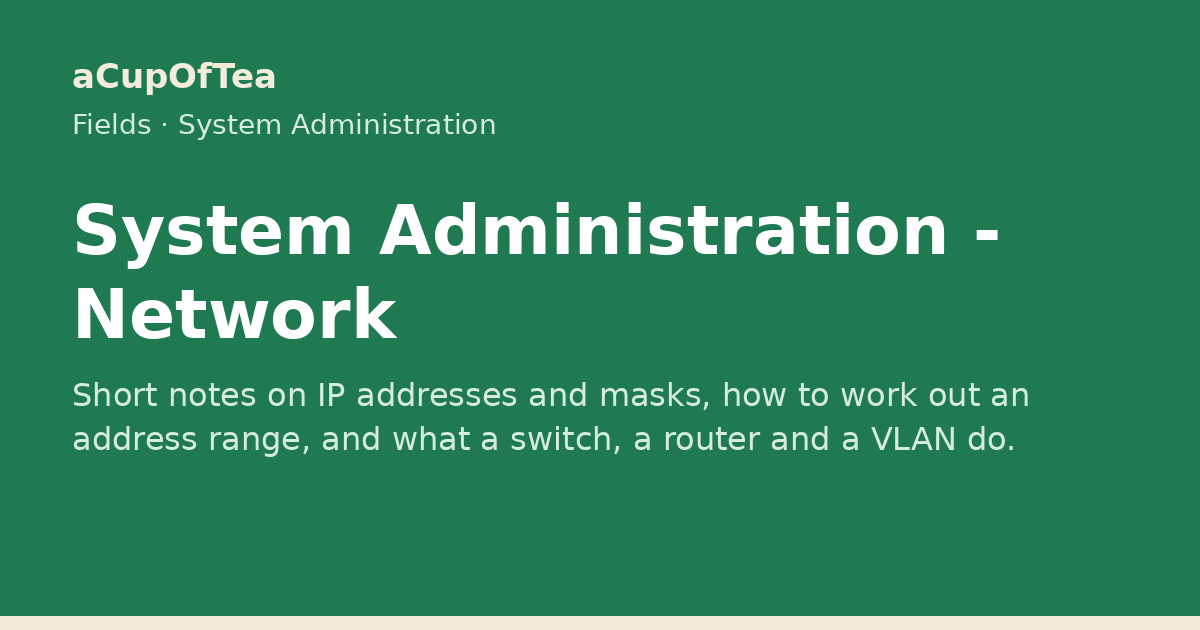 aCupOfTea
Fields · System Administration
System Administration -
Network
Short notes on IP addresses and masks, how to work out an
address range, and what a switch, a router and a VLAN do.